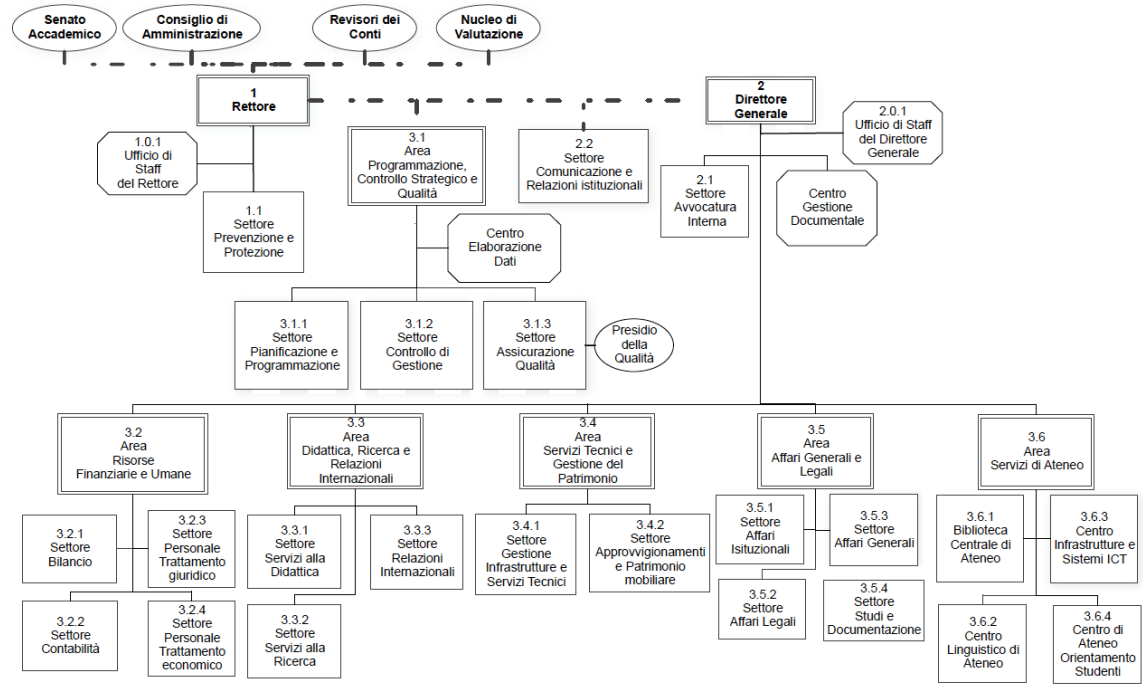 Senato
Accademico
Consiglio di
Amministrazione
Revisori dei
Conti
Nucleo di
Valutazione
1
Rettore
2
Direttore
Generale
1.0.1
Ufficio di
Staff
del Rettore
3.1
Area
Programmazione,
Controllo Strategico e
Qualità
2.2
Settore
Comunicazione e
Relazioni istituzionali
2.0.1
Ufficio di Staff
del Direttore
Generale
1.1
Settore
Prevenzione e
Protezione
2.1
Settore
Avvocatura
Interna
Centro
Gestione
Documentale
Centro
Elaborazione
Dati
3.1.1
Settore
Pianificazione e
Programmazione
3.1.2
Settore
Controllo di
Gestione
3.1.3
Settore
Assicurazione
Qualità
Presidio
della
Qualità
3.2
Area
Risorse
Finanziarie e Umane
3.3
Area
Didattica, Ricerca e
Relazioni
Internazionali
3.4
Area
Servizi Tecnici e
Gestione del
Patrimonio
3.5
Area
Affari Generali e
Legali
3.6
Area
Servizi di Ateneo
3.2.1
Settore
Bilancio
3.2.3
Settore
Personale
Trattamento
giuridico
3.3.1
Settore
Servizi alla
Didattica
3.3.3
Settore
Relazioni
Internazionali
3.4.1
Settore
Gestione
Infrastrutture e
Servizi Tecnici
3.4.2
Settore
Approvvigionamenti
e Patrimonio
mobiliare
3.5.1
Settore
Affari
Isituzionali
3.5.3
Settore
Affari Generali
3.6.1
Biblioteca
Centrale di
Ateneo
3.6.3
Centro
Infrastrutture e
Sistemi ICT
3.2.2
Settore
Contabilità
3.2.4
Settore
Personale
Trattamento
economico
3.3.2
Settore
Servizi alla
Ricerca
3.5.2
Settore
Affari Legali
3.5.4
Settore
Studi e
Documentazione
3.6.2
Centro
Linguistico di
Ateneo
3.6.4
Centro di
Ateneo
Orientamento
Studenti